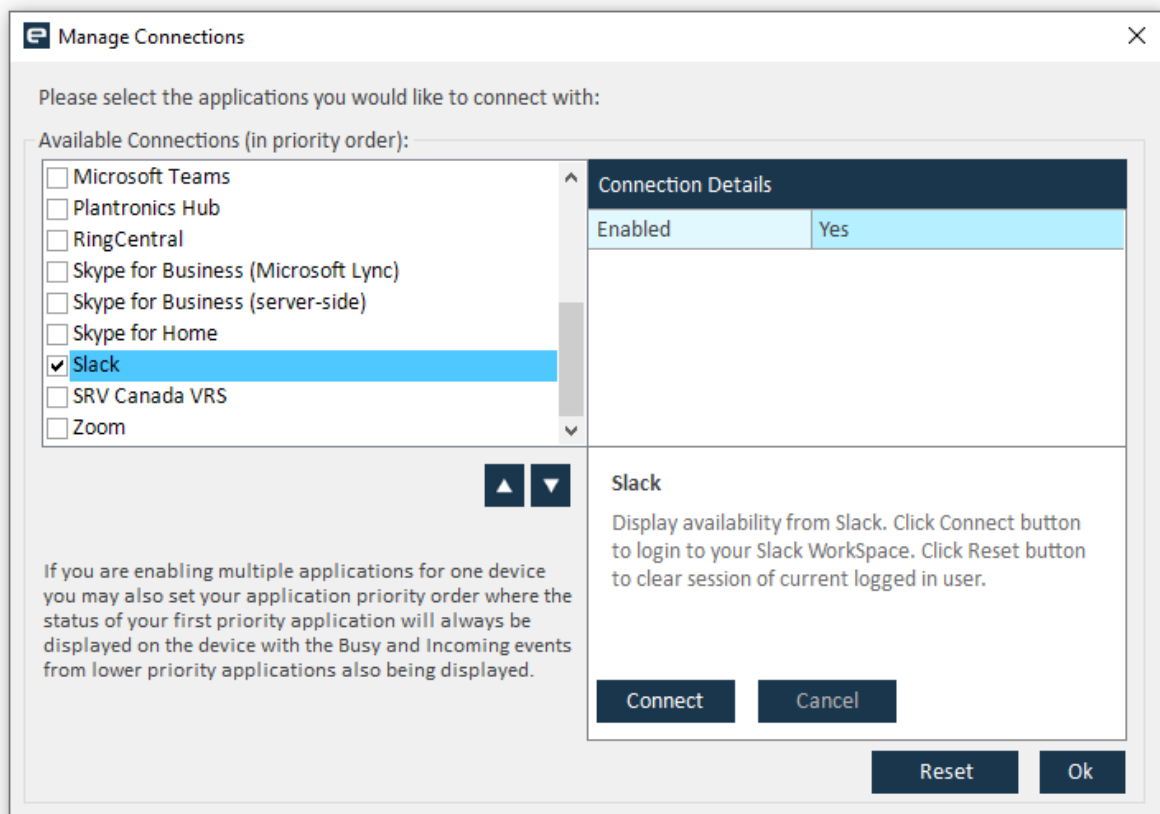 Manage Connections
Please select the applications you would like to connect with:
Available Connections (in priority order):
Microsoft Teams
Plantronics Hub
RingCentral
Skype for Business (Microsoft Lync)
Skype for Business (server-side)
Skype for Home
Slack
SRV Canada VRS
Zoom
Connection Details
Enabled Yes
If you are enabling multiple applications for one device
you may also set your application priority order where the
status of your first priority application will always be
displayed on the device with the Busy and Incoming events
from lower priority applications also being displayed.
Slack
Display availability from Slack. Click Connect button
to login to your Slack WorkSpace. Click Reset button
to clear session of current logged in user.
Connect Cancel
Reset Ok